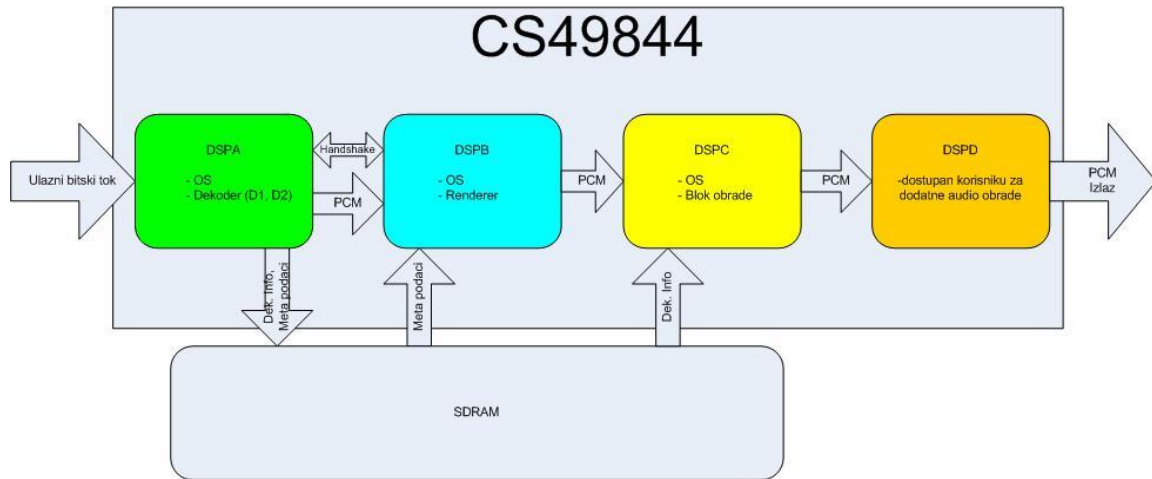 CS49844
Ulazni bitski tok
DSPA
- OS
- Dekoder (D1, D2)
Handshake
PCM
DSPB
- OS
- Renderer
PCM
DSPC
- OS
- Blok obrade
PCM
DSPD
-dostupan korisniku za
dodatne audio obrade
PCM
Izlaz
Dek. Info,
Meta podaci
Meta podaci
Dek. Info
SDRAM